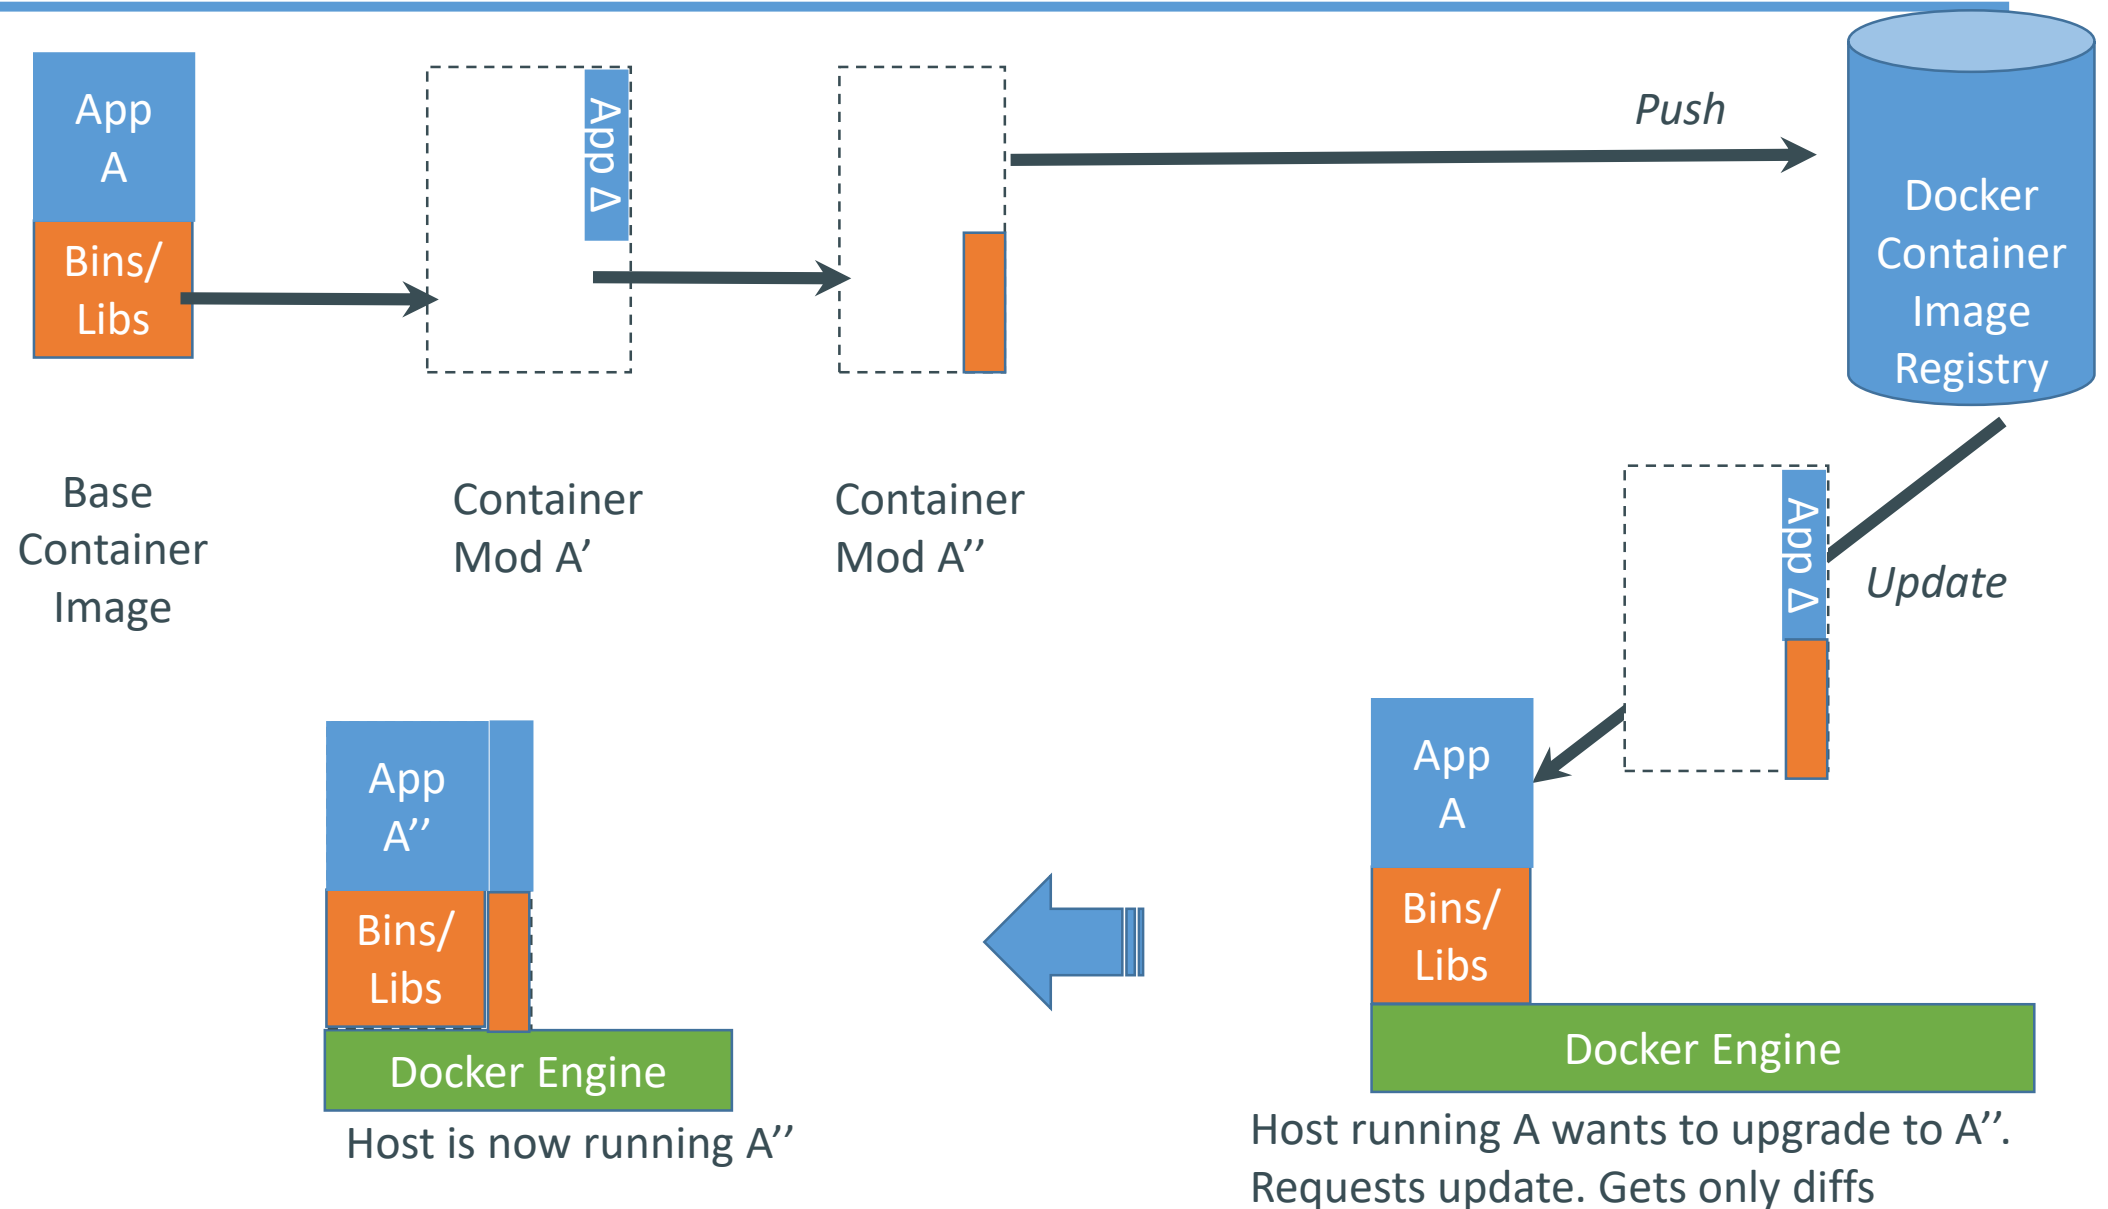 App
A
Bins/
Libs
App Δ
Push
Docker
Container
Image
Registry
Base
Container
Image
Container
Mod A’
Container
Mod A’’
App Δ
Update
App
A’’
Bins/
Libs
Docker Engine
Host is now running A’’
App
A
Bins/
Libs
Docker Engine
Host running A wants to upgrade to A’’.
Requests update. Gets only diffs